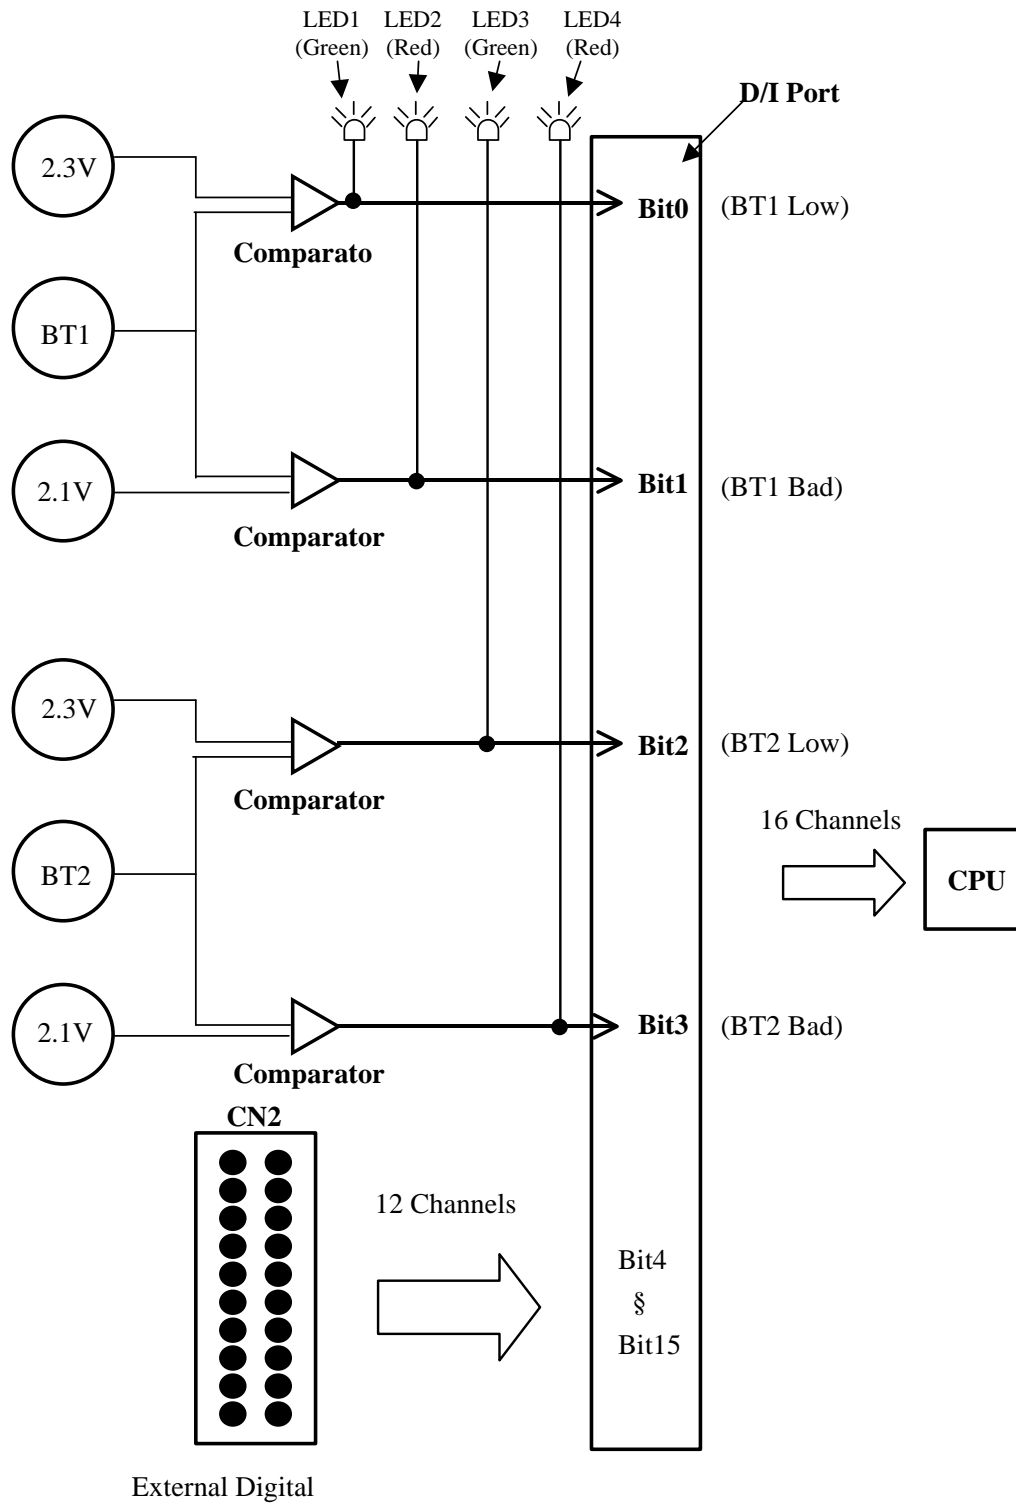 LED1 LED2 LED3 LED4
(Green) (Red) (Green) (Red)
D/I Port
2.3V
Bit0 (BT1 Low)
Comparato
BT1
2.1V
Bit1 (BT1 Bad)
Comparator
2.3V
Bit2 (BT2 Low)
Comparator
16 Channels
BT2
CPU
2.1V
Bit3 (BT2 Bad)
Comparator
CN2
12 Channels
Bit4
§
Bit15
External Digital